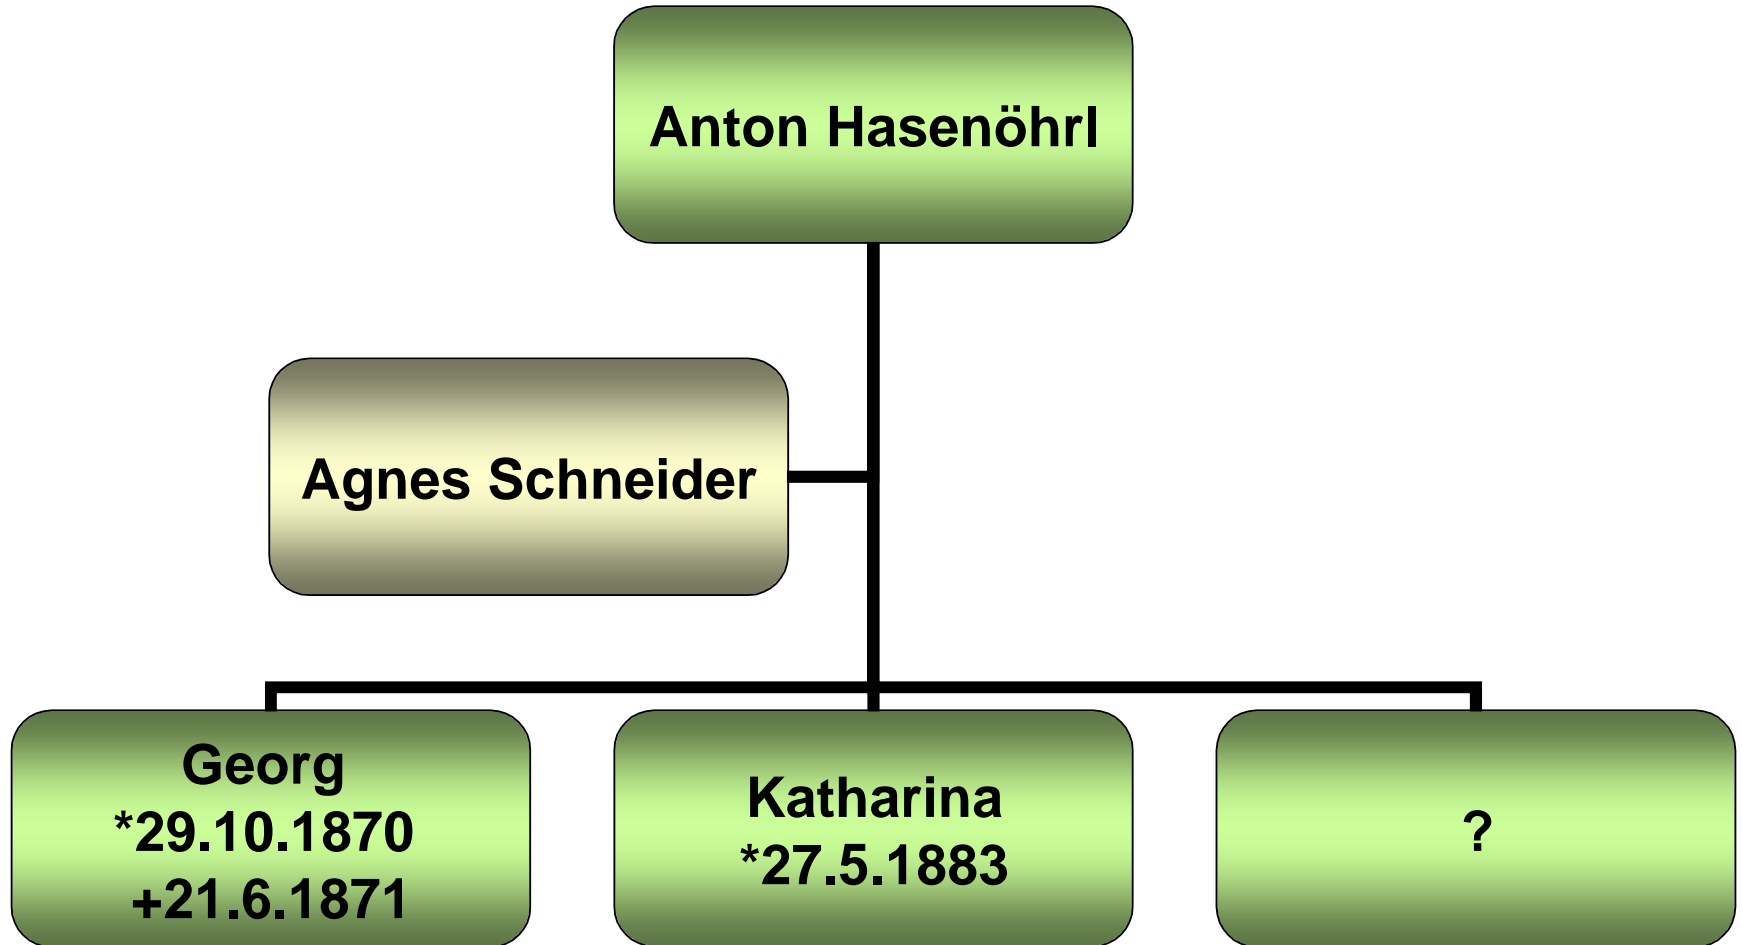 Anton Hasenöhrl
Agnes Schneider
Georg
*29.10.1870
+21.6.1871
Katharina
*27.5.1883
?